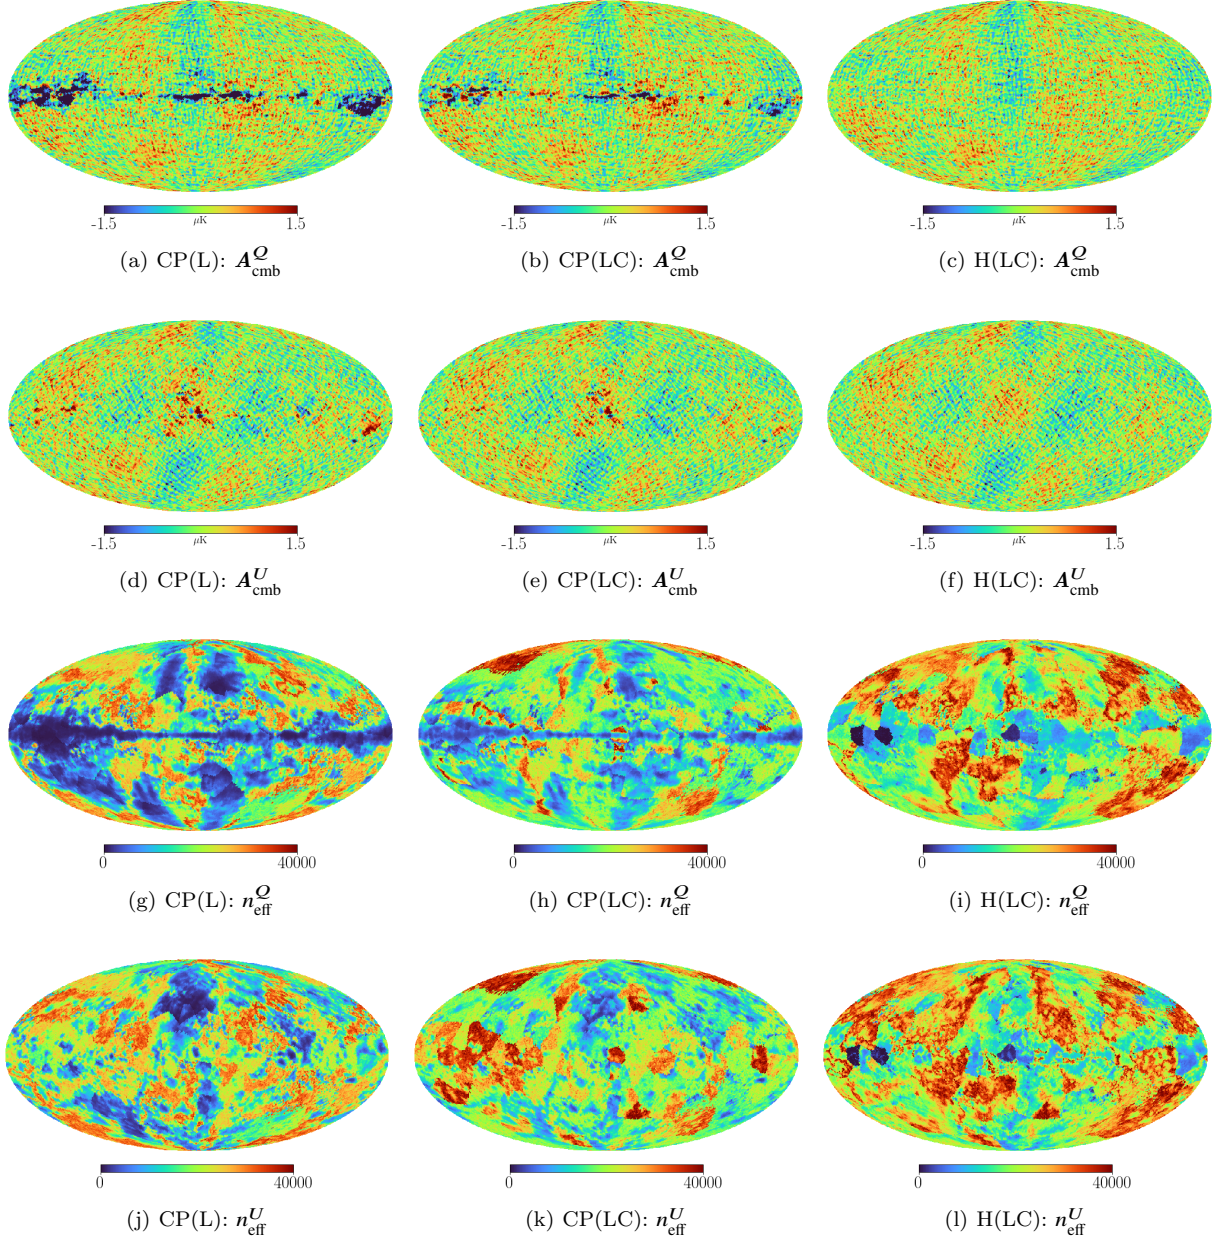 -1.5 μK 1.5 -1.5 μK 1.5 -1.5 μK 1.5
(a) CP(L): A^Q_cmb (b) CP(LC): A^Q_cmb (c) H(LC): A^Q_cmb
-1.5 μK 1.5 -1.5 μK 1.5 -1.5 μK 1.5
(d) CP(L): A^U_cmb (e) CP(LC): A^U_cmb (f) H(LC): A^U_cmb
0 40000 0 40000 0 40000
(g) CP(L): n^Q_eff (h) CP(LC): n^Q_eff (i) H(LC): n^Q_eff
0 40000 0 40000 0 40000
(j) CP(L): n^U_eff (k) CP(LC): n^U_eff (l) H(LC): n^U_eff